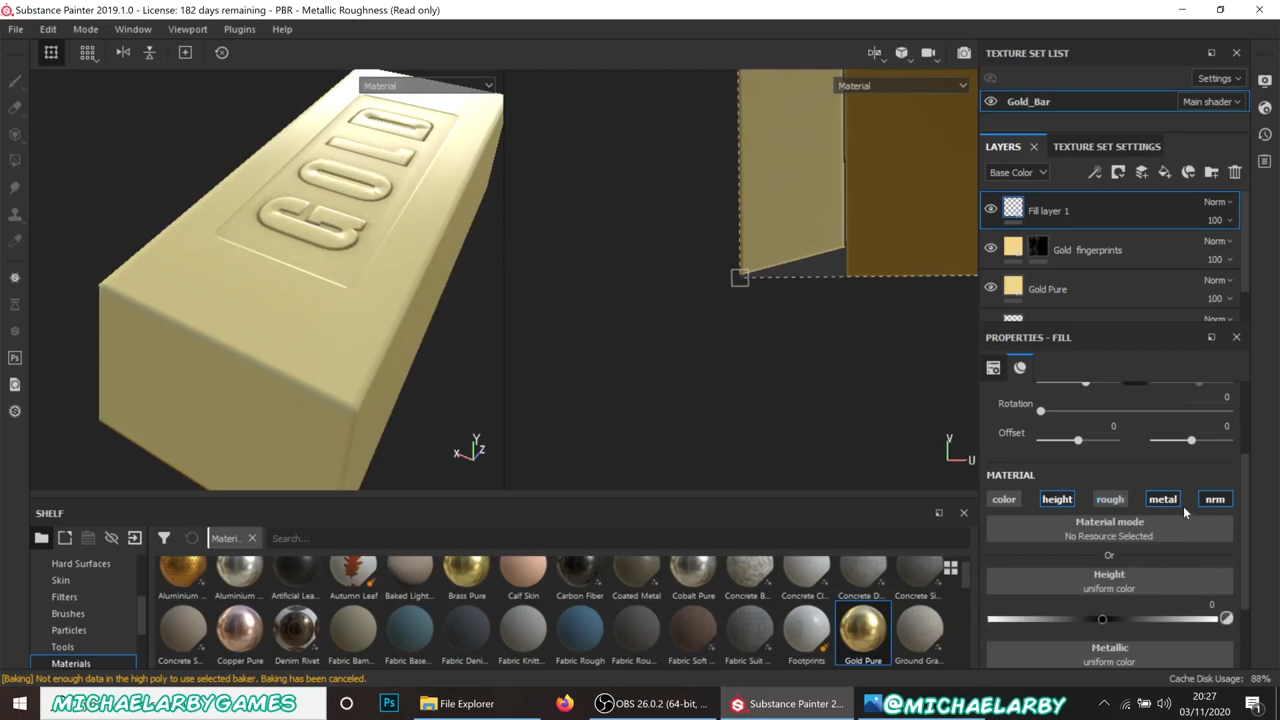 Substance Painter 2019.1.0 - License: 182 days remaining - PBR - Metallic Roughness (Read only)
File Edit Mode Window Viewport Plugins Help
TEXTURE SET LIST
Settings
Material
Material
Gold_Bar
Main shader
LAYERS
TEXTURE SET SETTINGS
Base Color
Fill layer 1
Norm
100
Gold fingerprints
Norm
100
Gold Pure
Norm
100
Norm
GOLD
X
Y
Z
V
U
PROPERTIES - FILL
Rotation
0
Offset
0
0
MATERIAL
color height rough metal nrm
Material mode
No Resource Selected
Or
Height
uniform color
0
Metallic
uniform color
SHELF
Materi...
Search...
Hard Surfaces
Skin
Filters
Brushes
Particles
Tools
Materials
Aluminium ... Aluminium ... Artificial Lea... Autumn Leaf Baked Light... Brass Pure Calf Skin Carbon Fiber Coated Metal Cobalt Pure Concrete B... Concrete Cl... Concrete D... Concrete Si...
Concrete S... Copper Pure Denim Rivet Fabric Bam... Fabric Base... Fabric Deni... Fabric Knitt... Fabric Rough Fabric Rou... Fabric Soft ... Fabric Suit ... Footprints Gold Pure Ground Gra...
[Baking] Not enough data in the high poly to use selected baker. Baking has been canceled.
Cache Disk Usage: 88%
MICHAELARBYGAMES
Ps
File Explorer
OBS 26.0.2 (64-bit, ...
Substance Painter 2...
@MICHAELARBYGAMES
20:27
03/11/2020
1